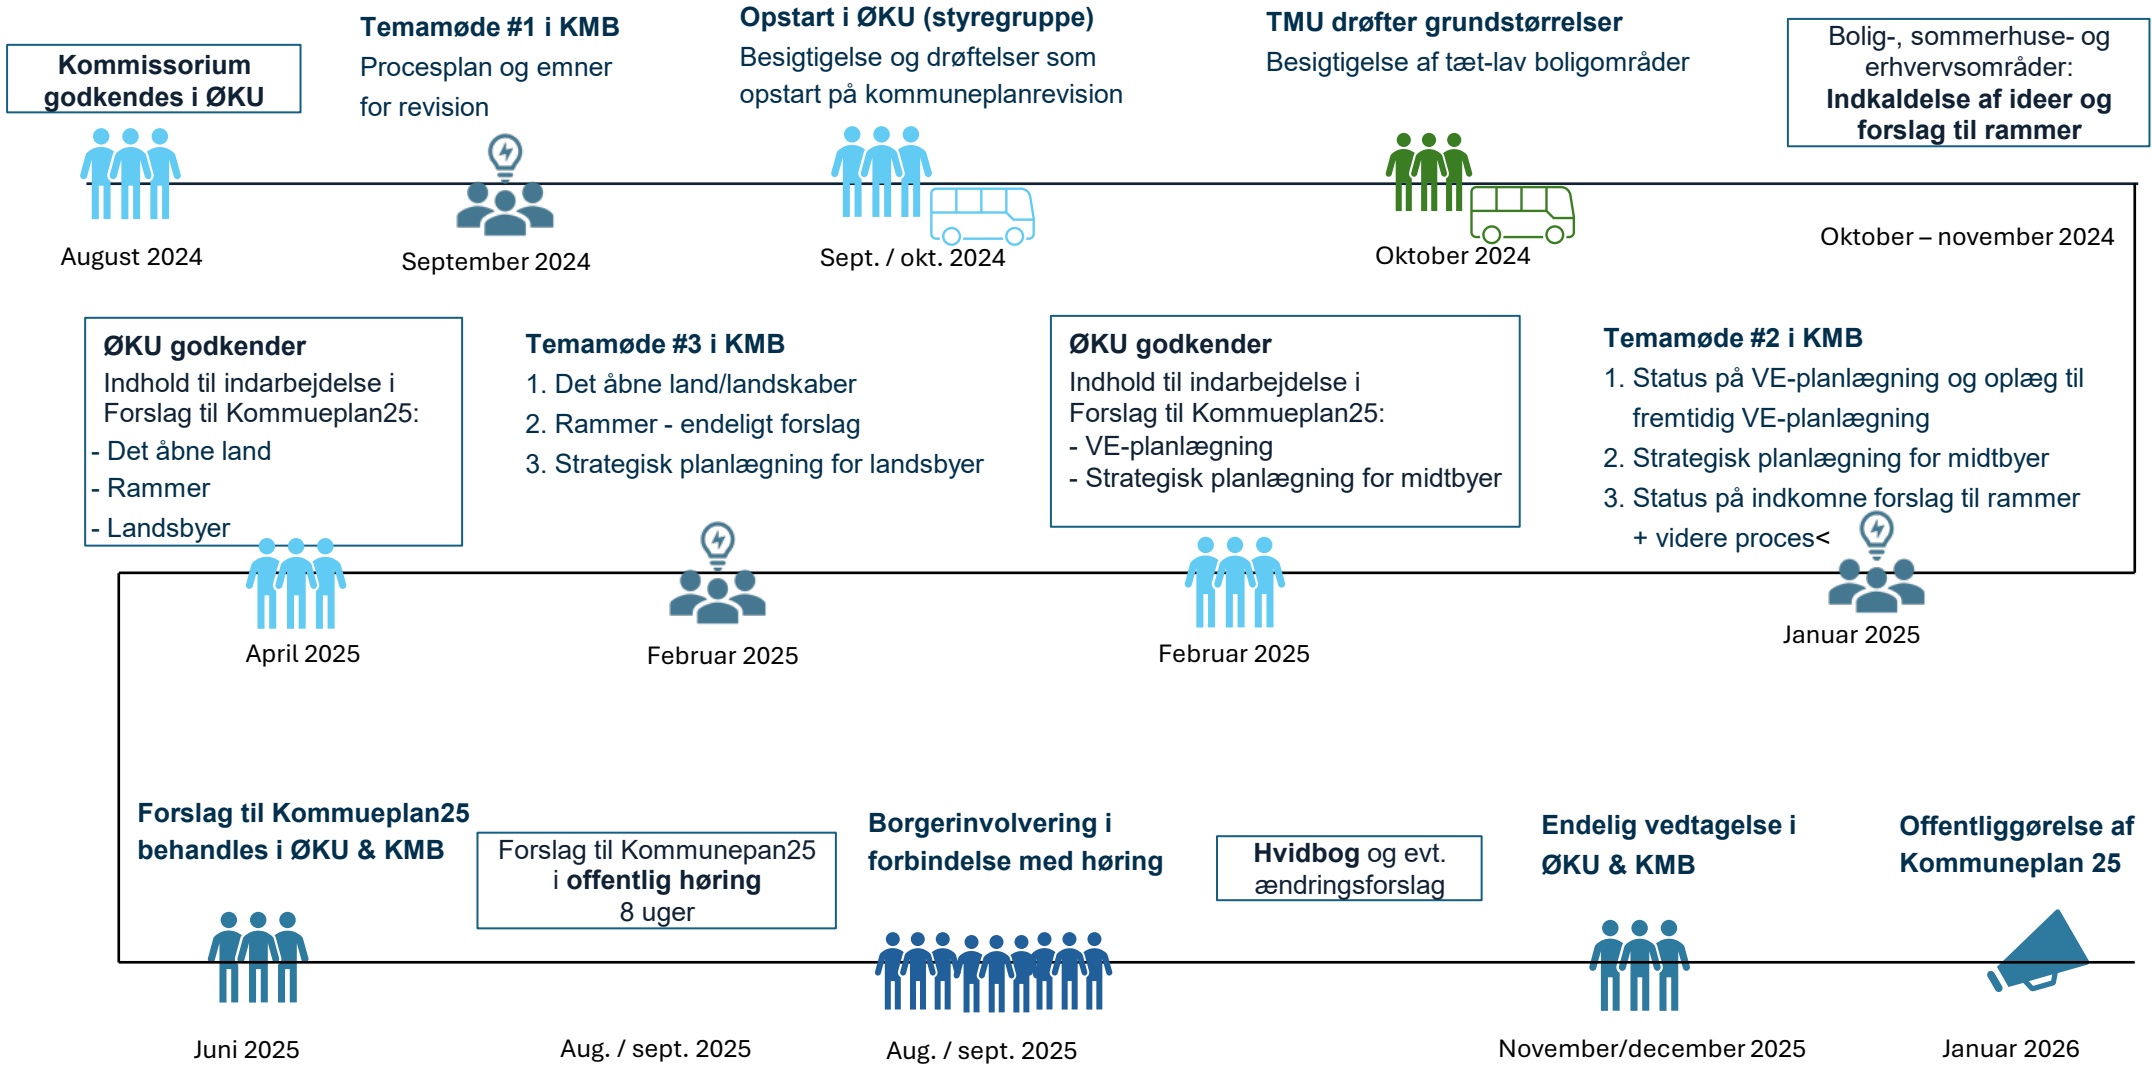 Kommissorium
godkendes i ØKU
August 2024
Temamøde #1 i KMB
Procesplan og emner
for revision
September 2024
Opstart i ØKU (styregruppe)
Besigtigelse og drøftelser som
opstart på kommuneplanrevision
Sept. / okt. 2024
TMU drøfter grundstørrelser
Besigtigelse af tæt-lav boligområder
Oktober 2024
Bolig-, sommerhuse- og
erhvervsområder:
Indkaldelse af ideer og
forslag til rammer
Oktober – november 2024
ØKU godkender
Indhold til indarbejdelse i
Forslag til Kommueplan25:
- Det åbne land
- Rammer
- Landsbyer
April 2025
Temamøde #3 i KMB
1. Det åbne land/landskaber
2. Rammer - endeligt forslag
3. Strategisk planlægning for landsbyer
Februar 2025
ØKU godkender
Indhold til indarbejdelse i
Forslag til Kommueplan25:
- VE-planlægning
- Strategisk planlægning for midtbyer
Februar 2025
Temamøde #2 i KMB
1. Status på VE-planlægning og oplæg til
fremtidig VE-planlægning
2. Strategisk planlægning for midtbyer
3. Status på indkomne forslag til rammer
+ videre proces<
Januar 2025
Forslag til Kommueplan25
behandles i ØKU & KMB
Juni 2025
Forslag til Kommunepan25
i offentlig høring
8 uger
Aug. / sept. 2025
Borgerinvolvering i
forbindelse med høring
Aug. / sept. 2025
Hvidbog og evt.
ændringsforslag
Endelig vedtagelse i
ØKU & KMB
November/december 2025
Offentliggørelse af
Kommuneplan 25
Januar 2026